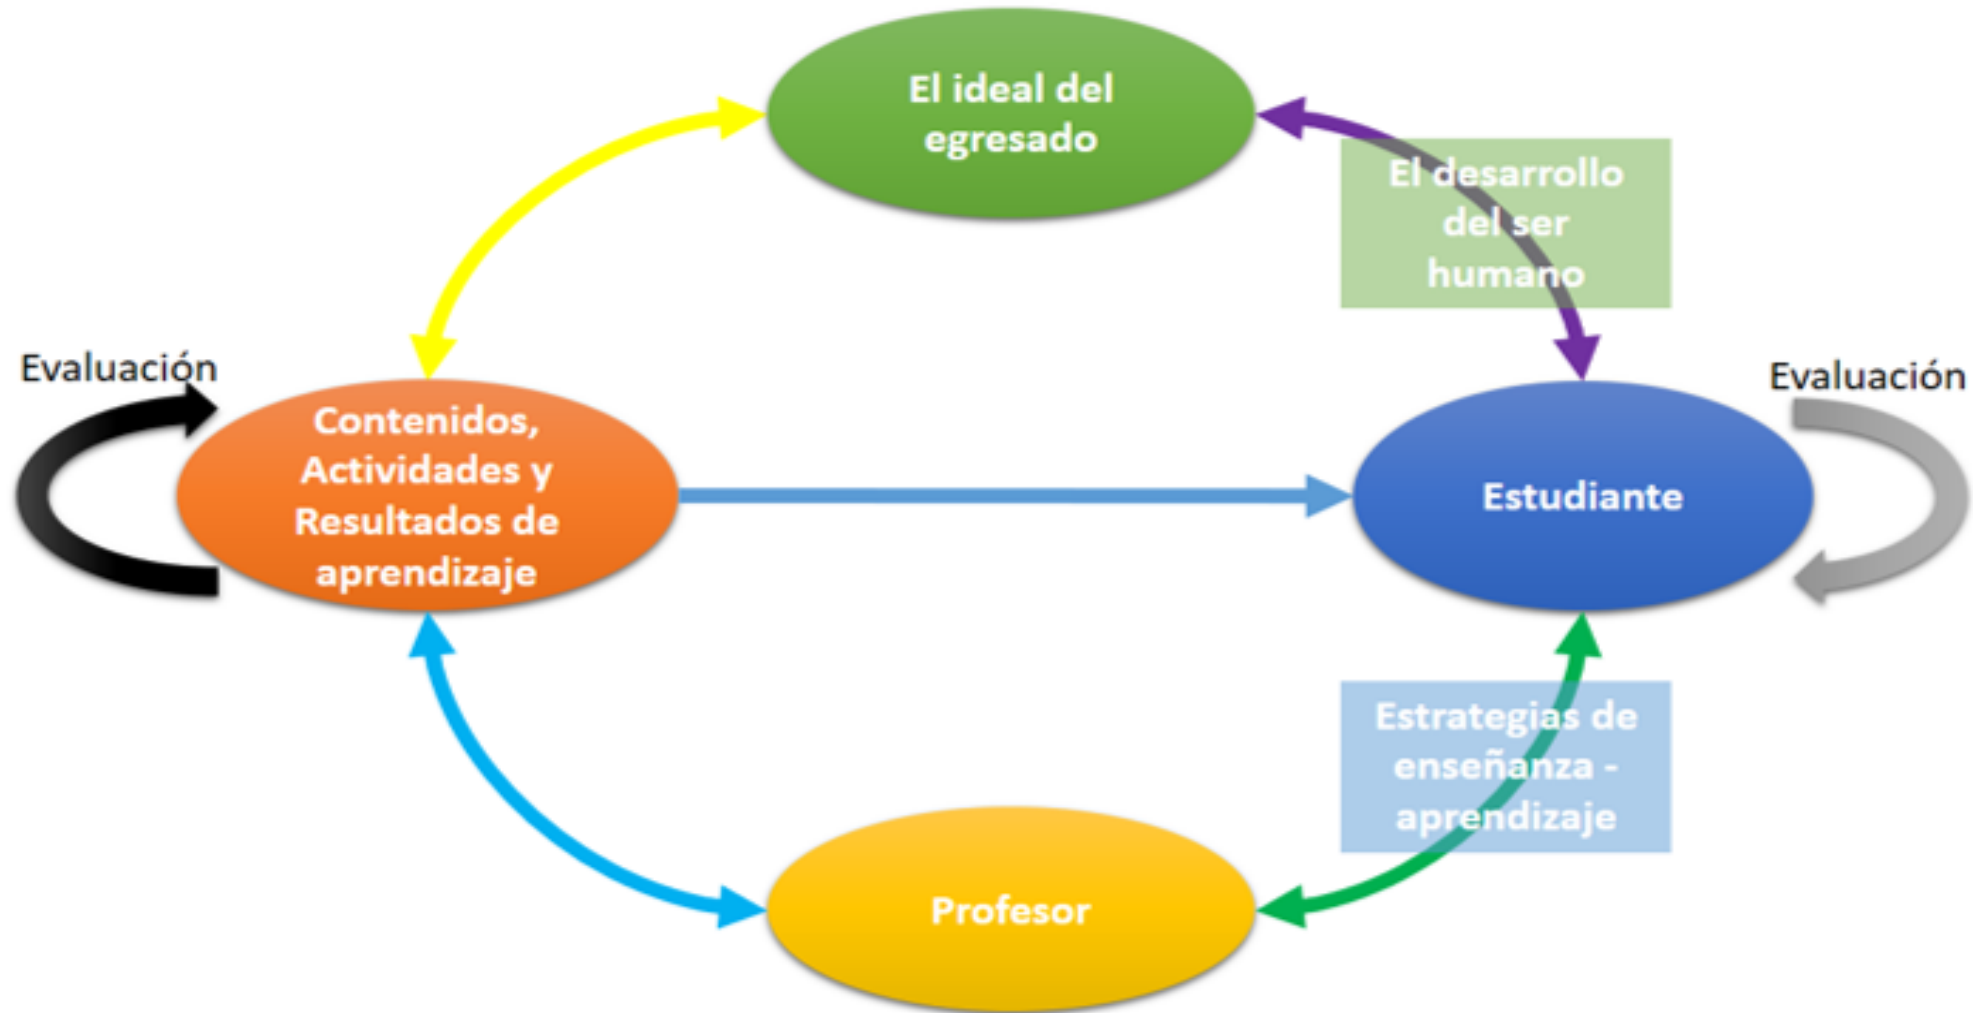 El ideal del
egresado
El desarrollo
del ser
humano
Evaluación
Evaluación
Contenidos,
Actividades y
Resultados de
aprendizaje
Estudiante
Estrategias de
enseñanza -
aprendizaje
Profesor